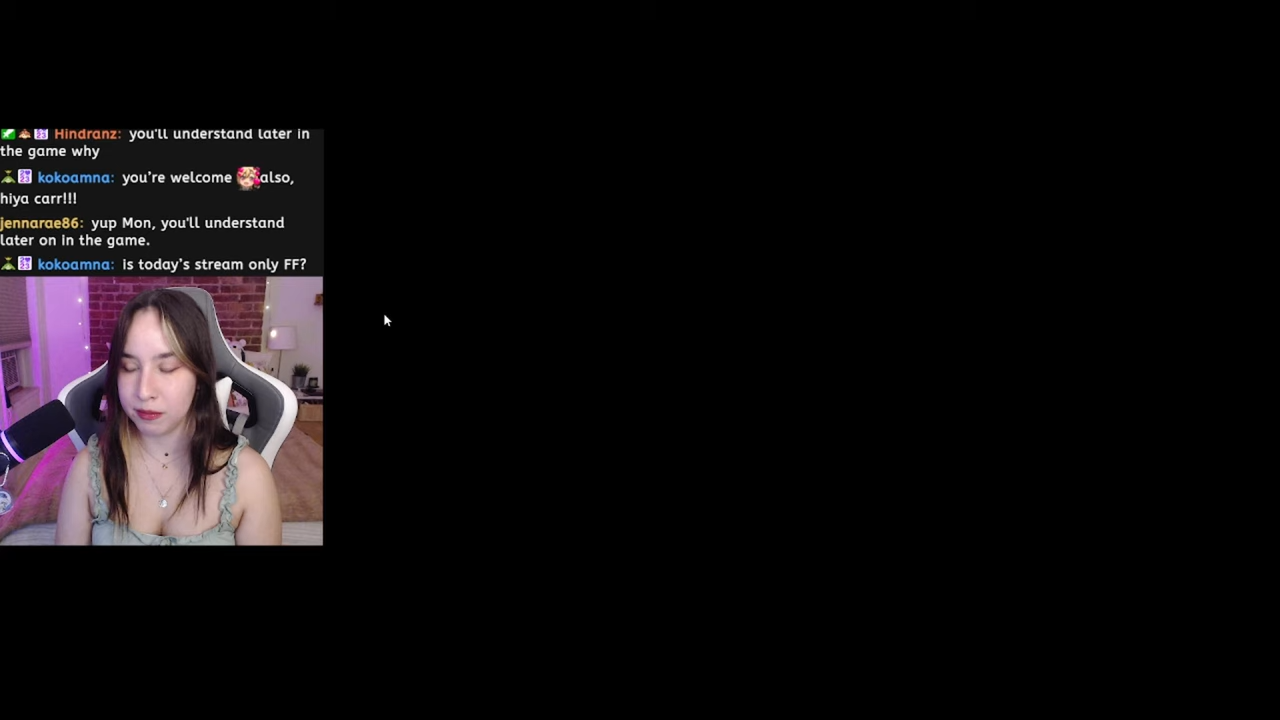 Hindranz: you'll understand later in
the game why
kokoamna: you're welcome also,
hiya carr!!!
jennarae86: yup Mon, you'll understand
later on in the game.
kokoamna: is today's stream only FF?